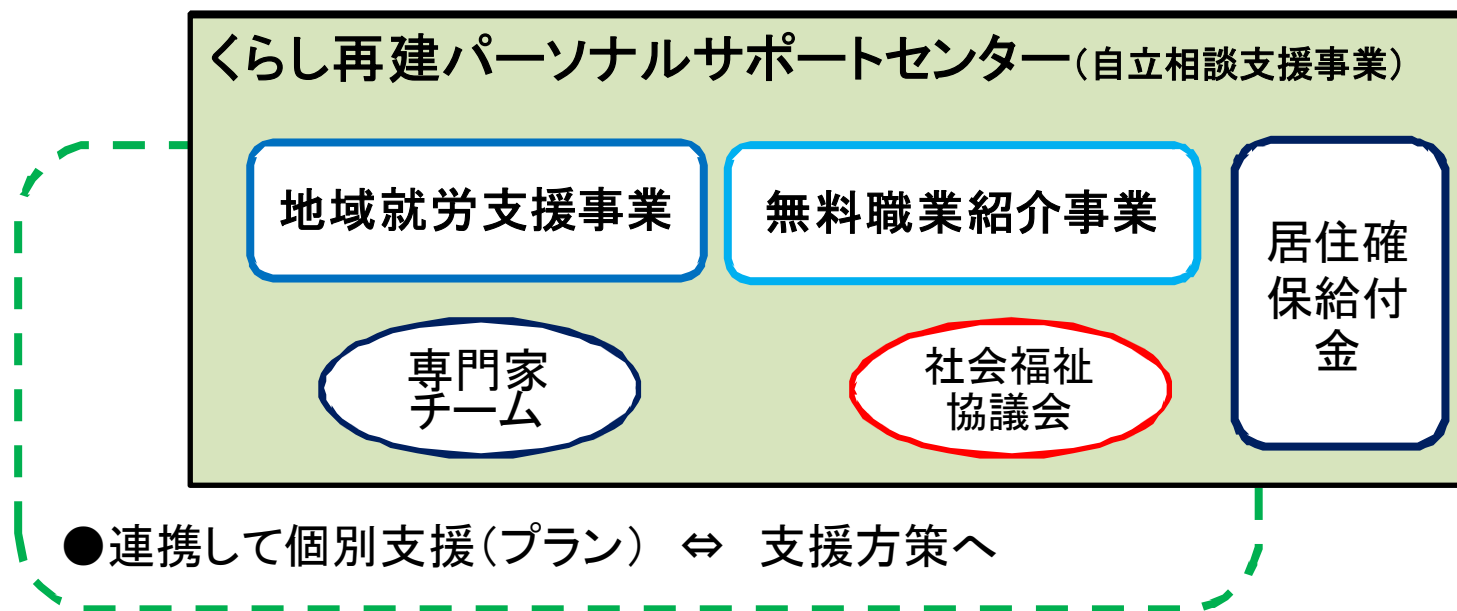 くらし再建パーソナルサポートセンター(自立相談支援事業)
地域就労支援事業
無料職業紹介事業
居住確
保給付
金
専門家
チーム
社会福祉
協議会
●連携して個別支援(プラン) ⇔ 支援方策へ